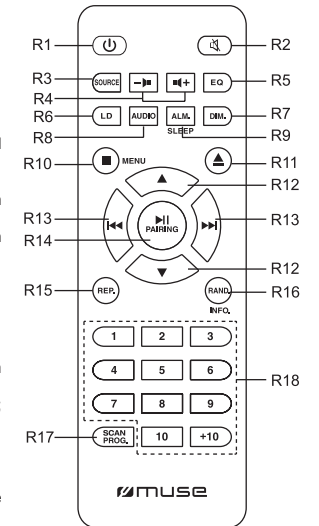 R1 R2
R3 SOURCE EQ R5
R4
R6 LD AUDIO ALM. DIM. R7
R8 SLEEP R9
R10 MENU R11
R12
R13 R13
R14 PAIRING
R12
R15 REP. RAND. R16
INFO.
1 2 3
4 5 6
R18
7 8 9
R17 SCAN PROG. 10 +10
muse